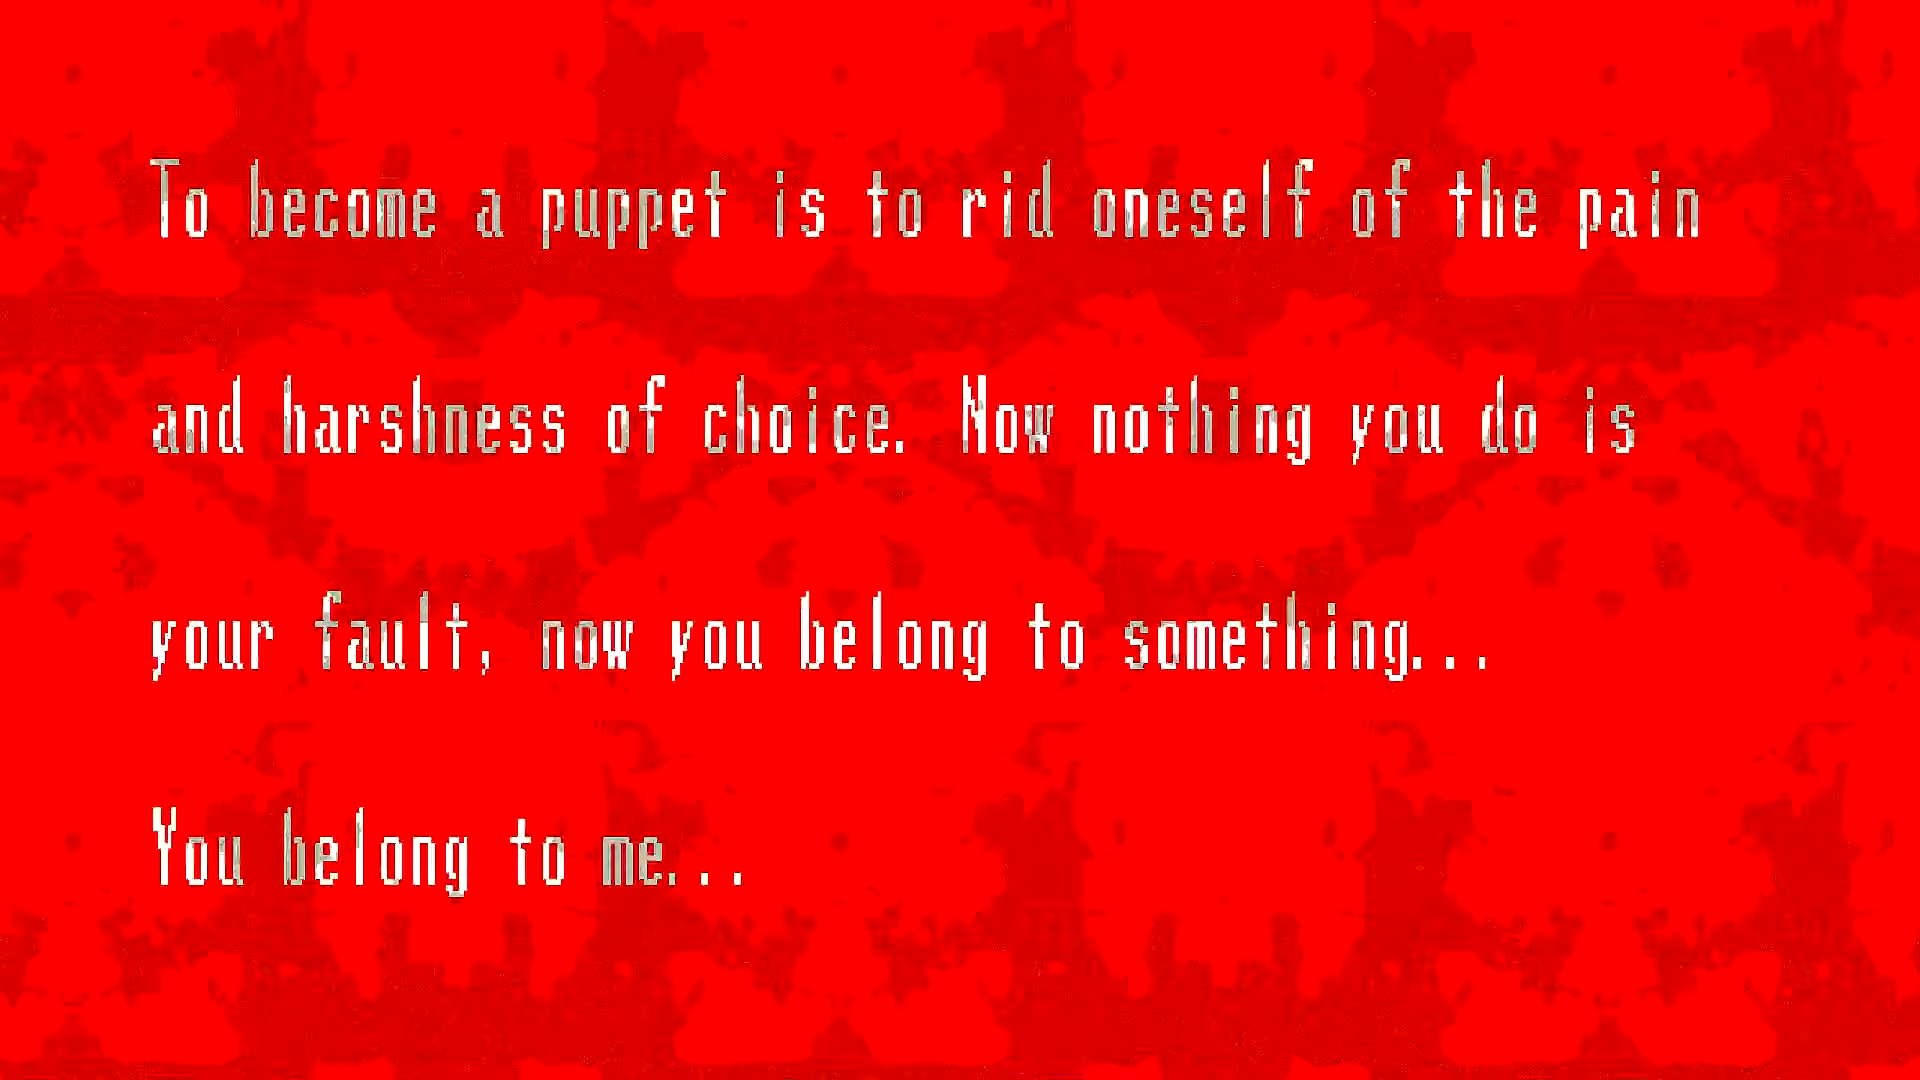 To become a puppet is to rid oneself of the pain
and harshness of choice. Now nothing you do is
your fault, now you belong to something...
You belong to me...